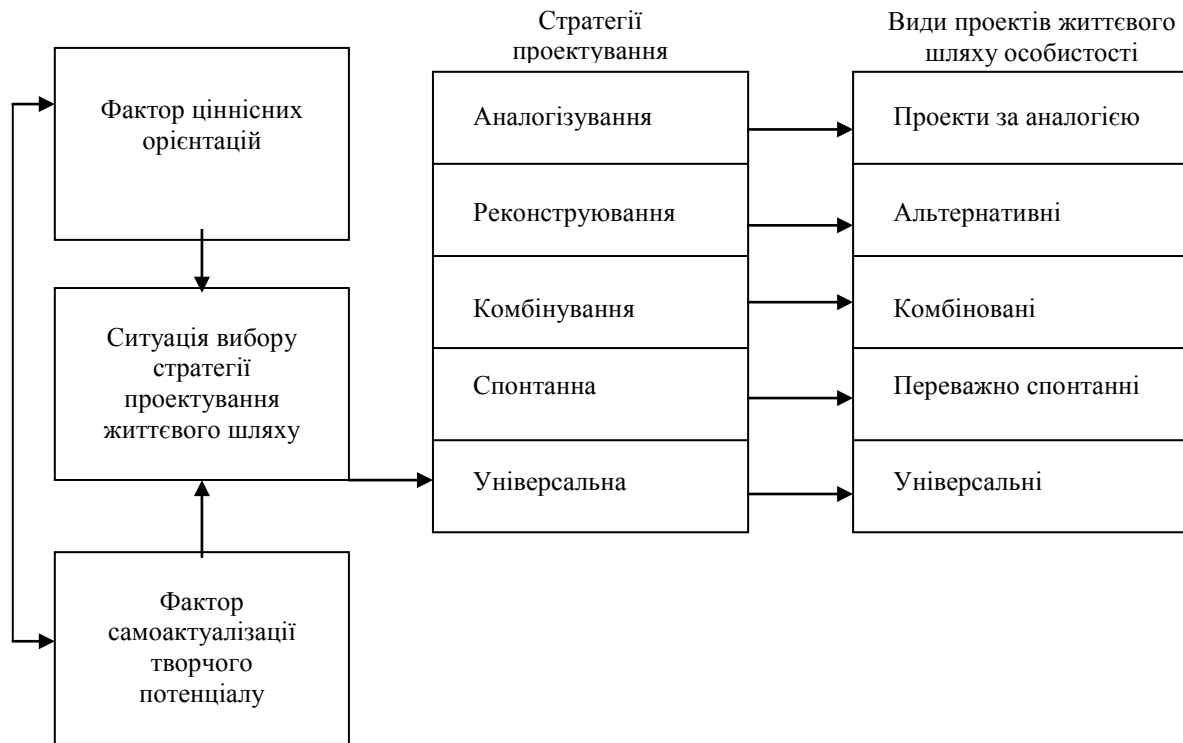 Стратегії
проектування
Види проектів життєвого
шляху особистості
Фактор ціннісних
орієнтацій
Ситуація вибору
стратегії
проектування
життєвого шляху
Фактор
самоактуалізації
творчого
потенціалу
Аналогізування
Реконструювання
Комбінування
Спонтанна
Універсальна
Проекти за аналогією
Альтернативні
Комбіновані
Переважно спонтанні
Універсальні